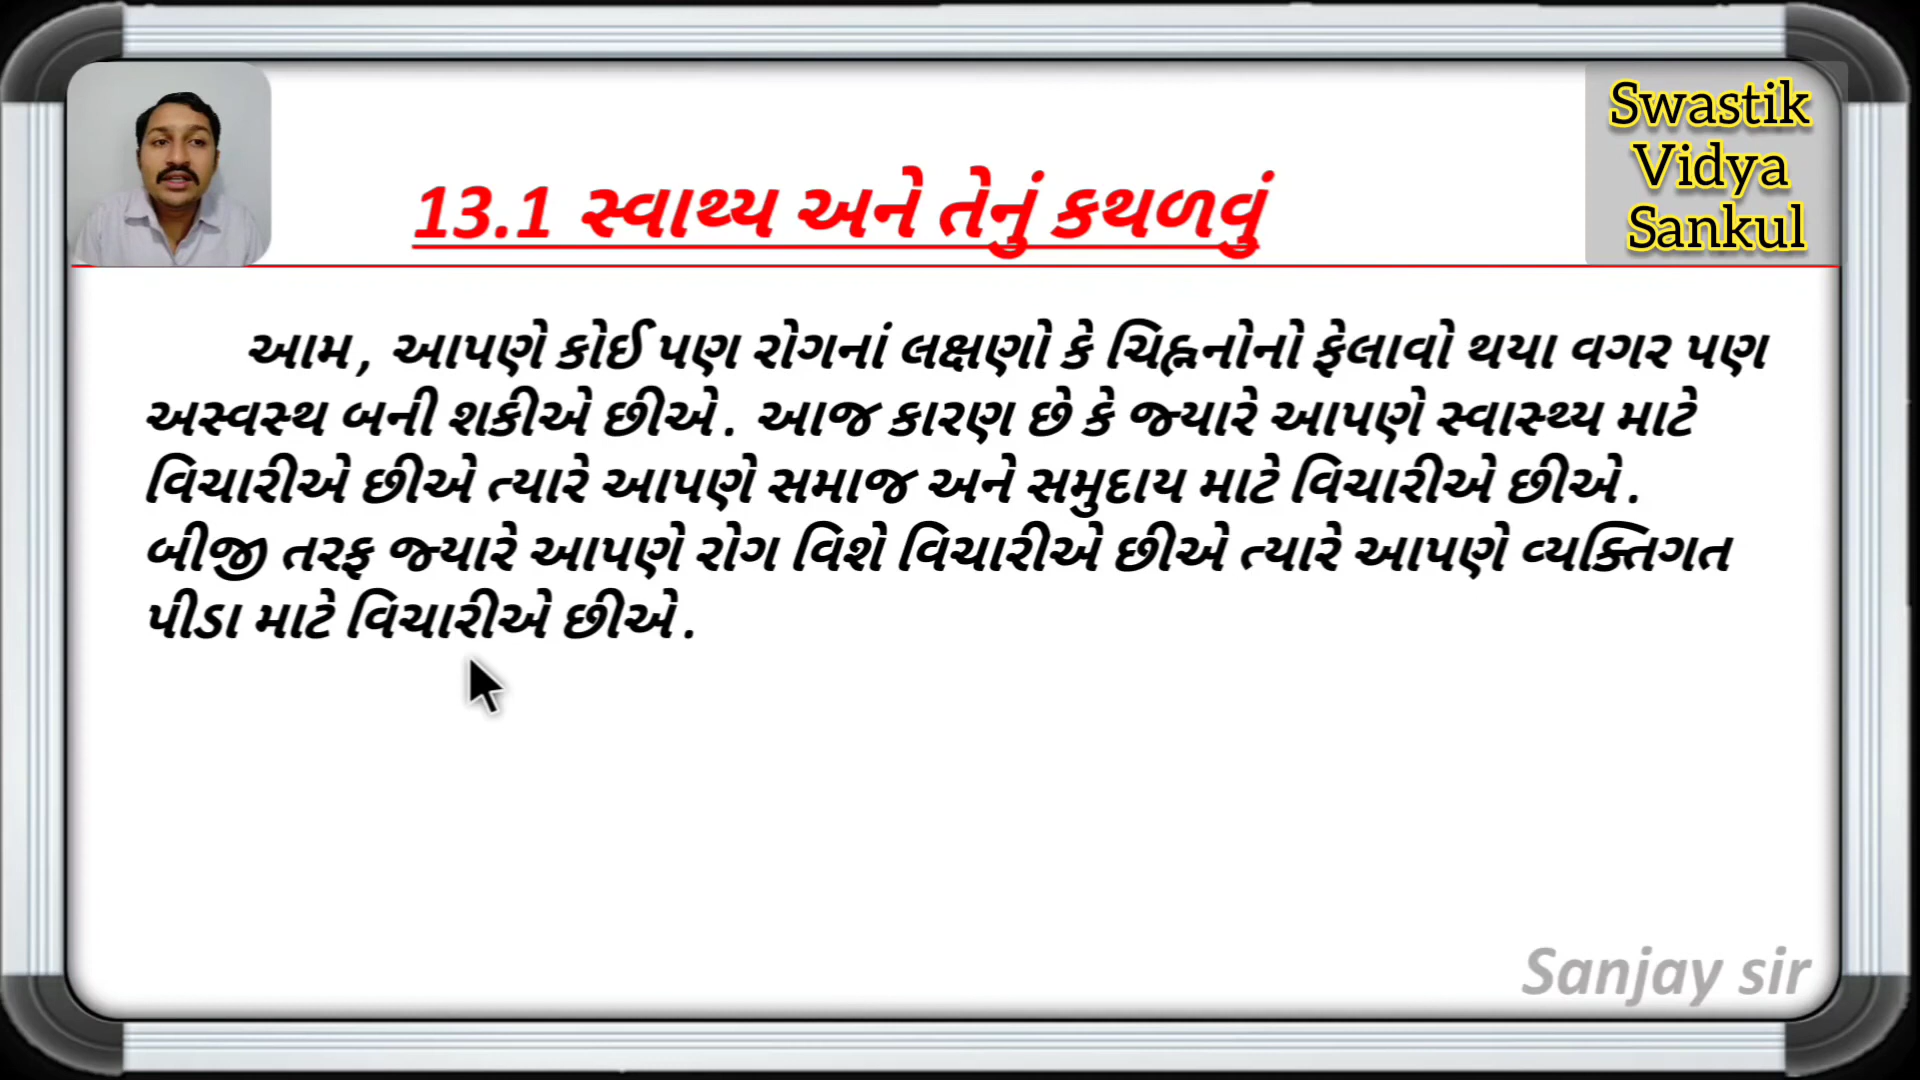 Swastik
Vidya
Sankul
13.1 સ્વાથ્ય અને તેનું કથળવું
આમ, આપણે કોઈ પણ રોગનાં લક્ષણો કે ચિહ્નનોનો ફેલાવો થયા વગર પણ
અસ્વસ્થ બની શકીએ છીએ. આજ કારણ છે કે જ્યારે આપણે સ્વાસ્થ્ય માટે
વિચારીએ છીએ ત્યારે આપણે સમાજ અને સમુદાય માટે વિચારીએ છીએ.
બીજી તરફ જ્યારે આપણે રોગ વિશે વિચારીએ છીએ ત્યારે આપણે વ્યક્તિગત
પીડા માટે વિચારીએ છીએ.
Sanjay sir